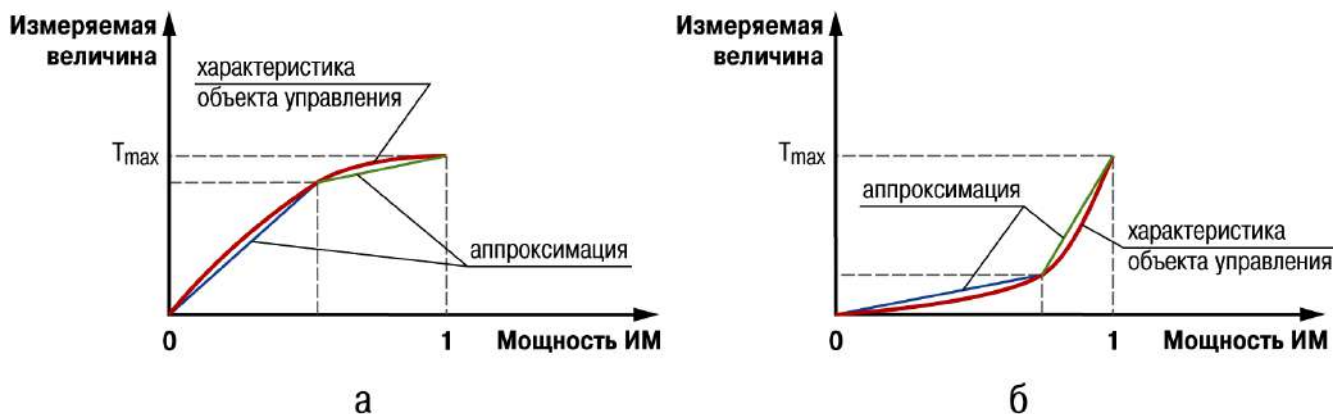 Измеряемая
величина
характеристика
объекта управления
Tmax
аппроксимация
0
1
Мощность ИМ
а
Измеряемая
величина
Tmax
аппроксимация
характеристика
объекта управления
0
1
Мощность ИМ
б